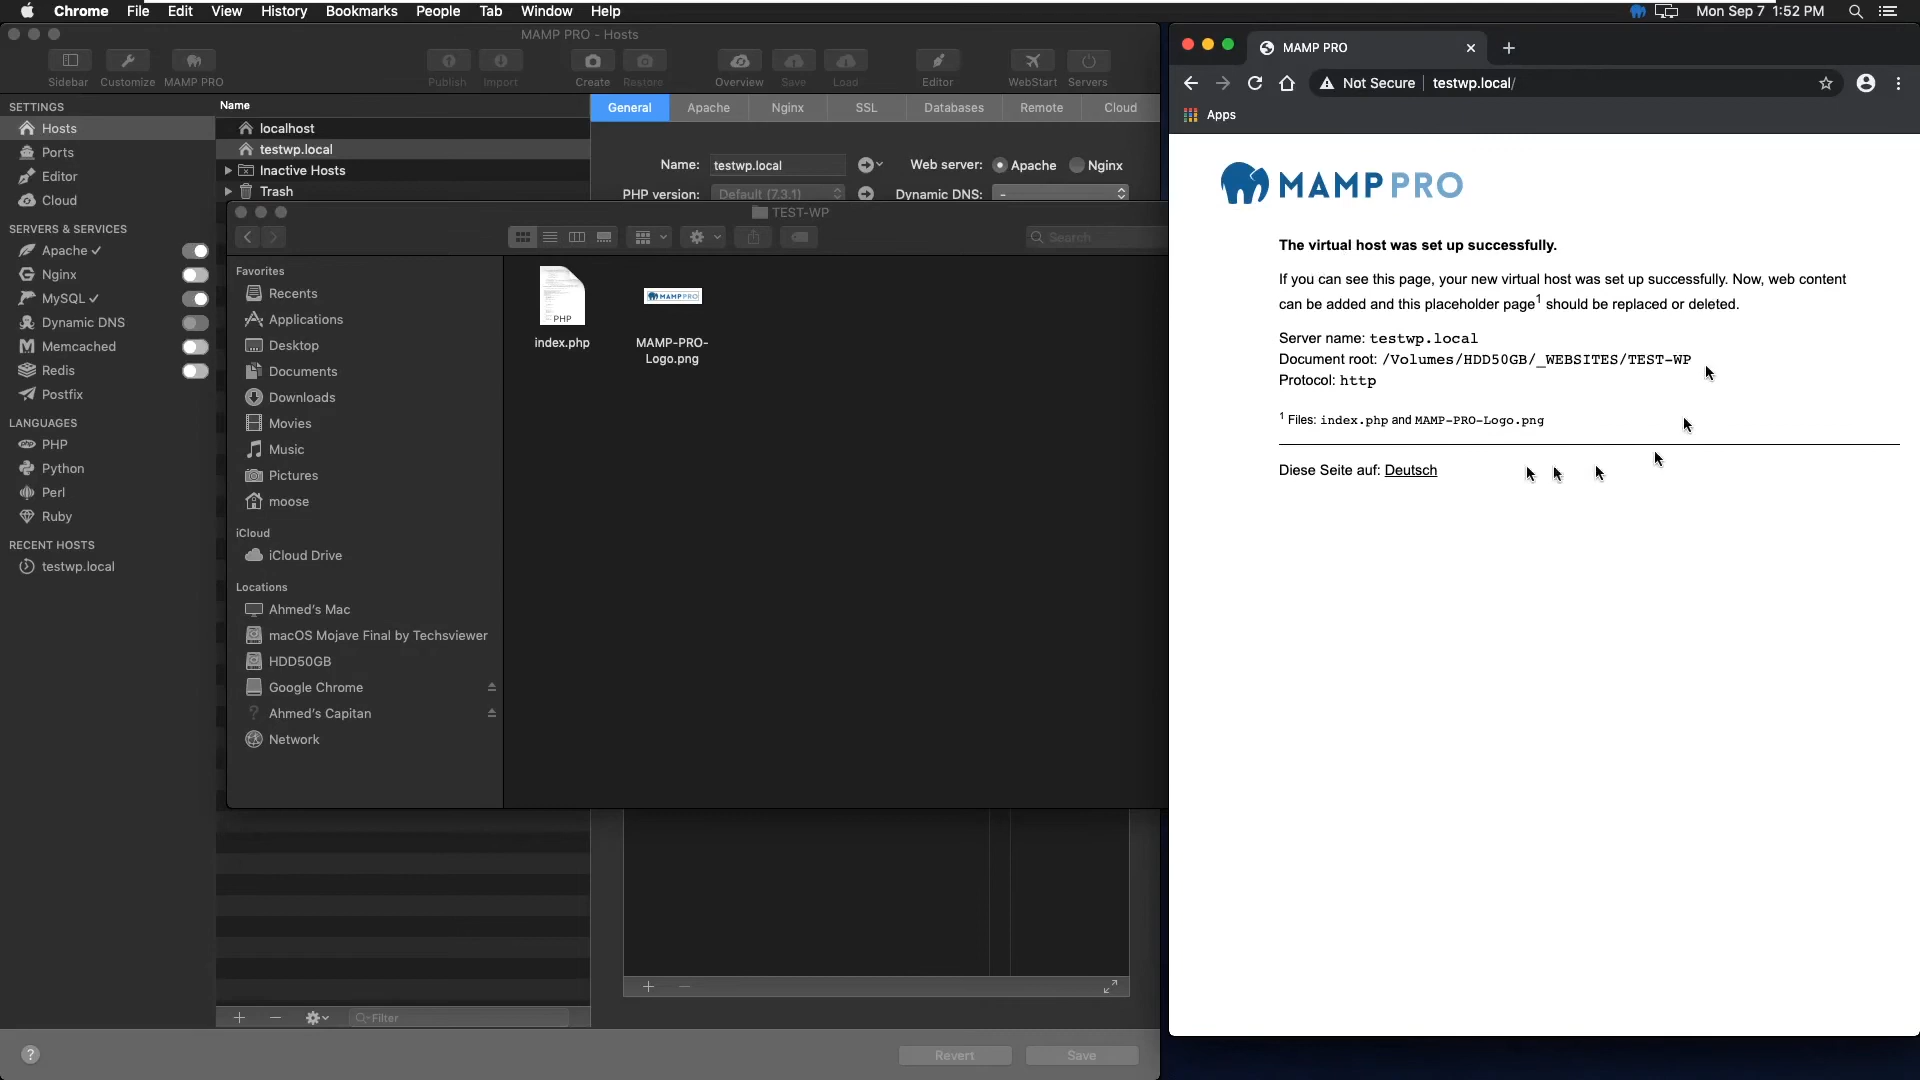 Chrome File Edit View History Bookmarks People Tab Window Help
Mon Sep 7 1:52 PM
MAMP PRO - Hosts
Sidebar Customize MAMP PRO Publish Import Create Restore Overview Save Load Editor WebStart Servers
SETTINGS
Hosts
Ports
Editor
Cloud
SERVERS & SERVICES
Apache ✓
Nginx
MySQL ✓
Dynamic DNS
Memcached
Redis
Postfix
LANGUAGES
PHP
Python
Perl
Ruby
RECENT HOSTS
testwp.local
Name
localhost
testwp.local
Inactive Hosts
Trash
General Apache Nginx SSL Databases Remote Cloud
Name: testwp.local Web server: Apache Nginx
PHP version: Default (7.3.1) Dynamic DNS: -
TEST-WP
Search
Favorites
Recents
Applications
Desktop
Documents
Downloads
Movies
Music
Pictures
moose
iCloud
iCloud Drive
Locations
Ahmed's Mac
macOS Mojave Final by Techsviewer
HDD50GB
Google Chrome
Ahmed's Capitan
Network
PHP
index.php
MAMP PRO
MAMP-PRO-
Logo.png
Filter
Revert Save
MAMP PRO
Not Secure testwp.local/
Apps
MAMP PRO
The virtual host was set up successfully.
If you can see this page, your new virtual host was set up successfully. Now, web content
can be added and this placeholder page1 should be replaced or deleted.
Server name: testwp.local
Document root: /Volumes/HDD50GB/_WEBSITES/TEST-WP
Protocol: http
1 Files: index.php and MAMP-PRO-Logo.png
Diese Seite auf: Deutsch